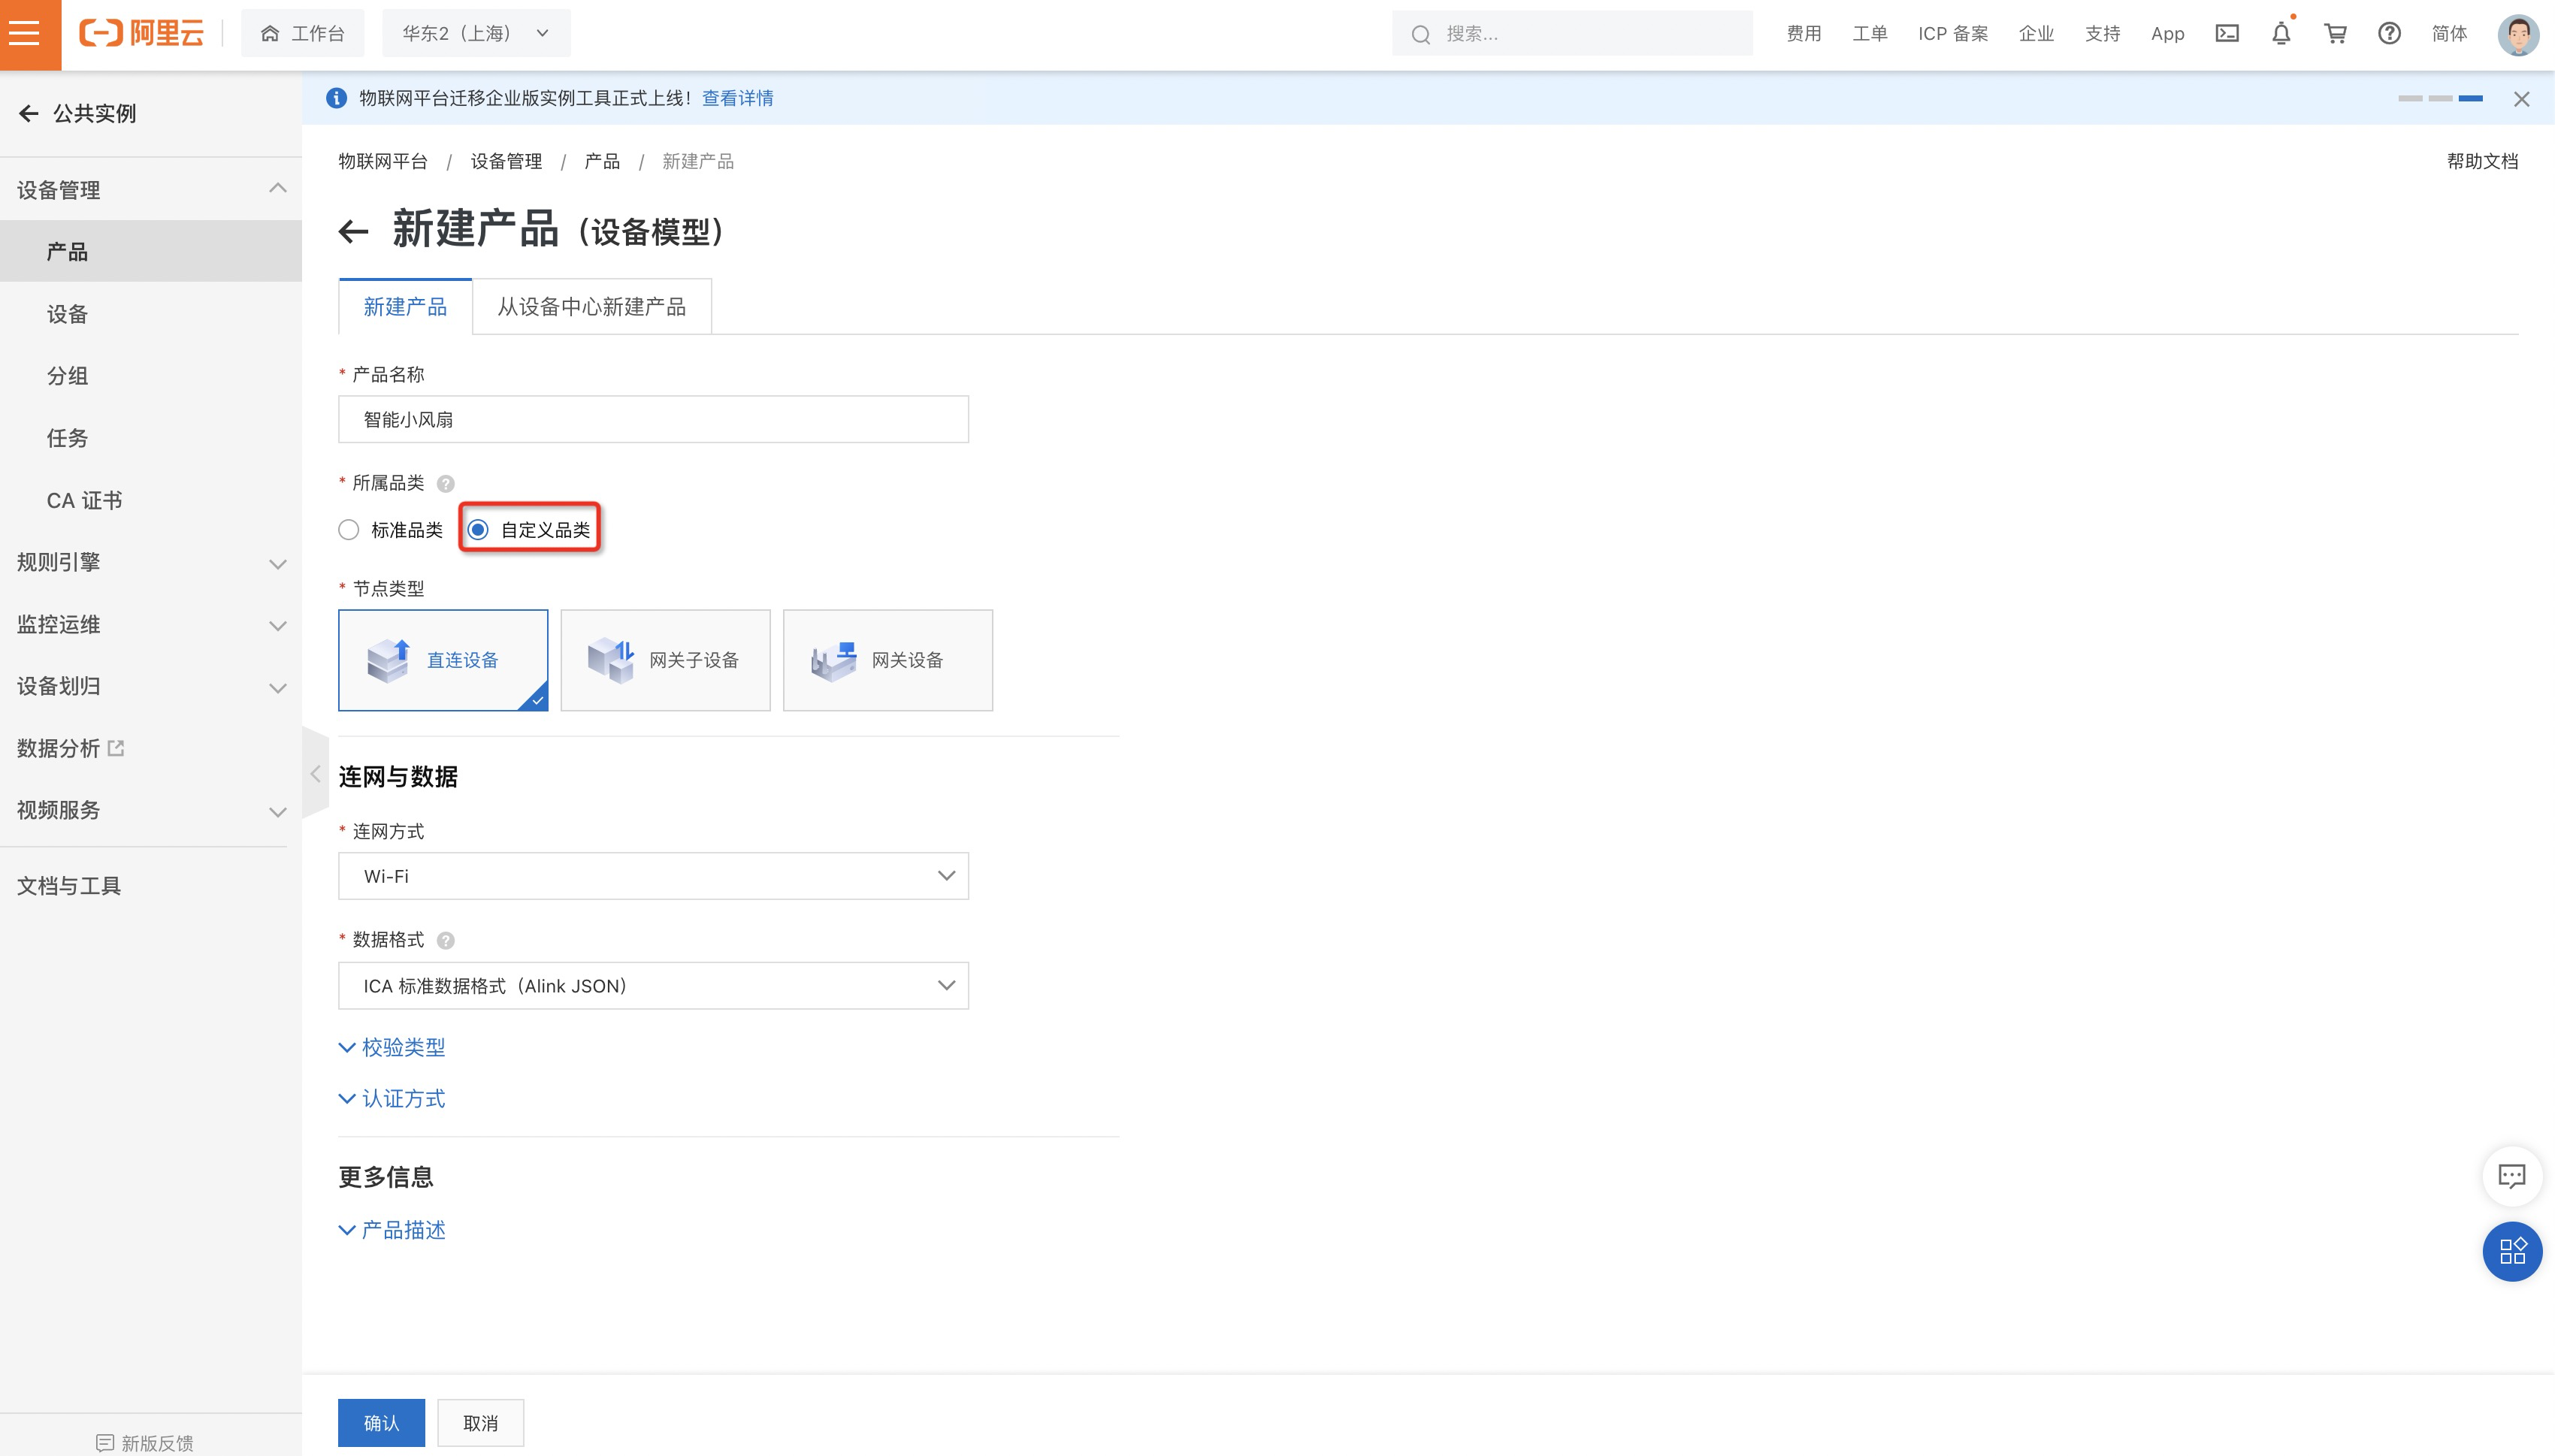 阿里云
工作台
华东2（上海）
搜索...
费用
工单
ICP 备案
企业
支持
App
简体
公共实例
设备管理
产品
设备
分组
任务
CA 证书
规则引擎
监控运维
设备划归
数据分析
视频服务
文档与工具
新版反馈
物联网平台迁移企业版实例工具正式上线！查看详情
物联网平台 / 设备管理 / 产品 / 新建产品
帮助文档
新建产品（设备模型）
新建产品
从设备中心新建产品
* 产品名称
智能小风扇
* 所属品类
标准品类
自定义品类
* 节点类型
直连设备
网关子设备
网关设备
连网与数据
* 连网方式
Wi-Fi
* 数据格式
ICA 标准数据格式（Alink JSON）
校验类型
认证方式
更多信息
产品描述
确认
取消